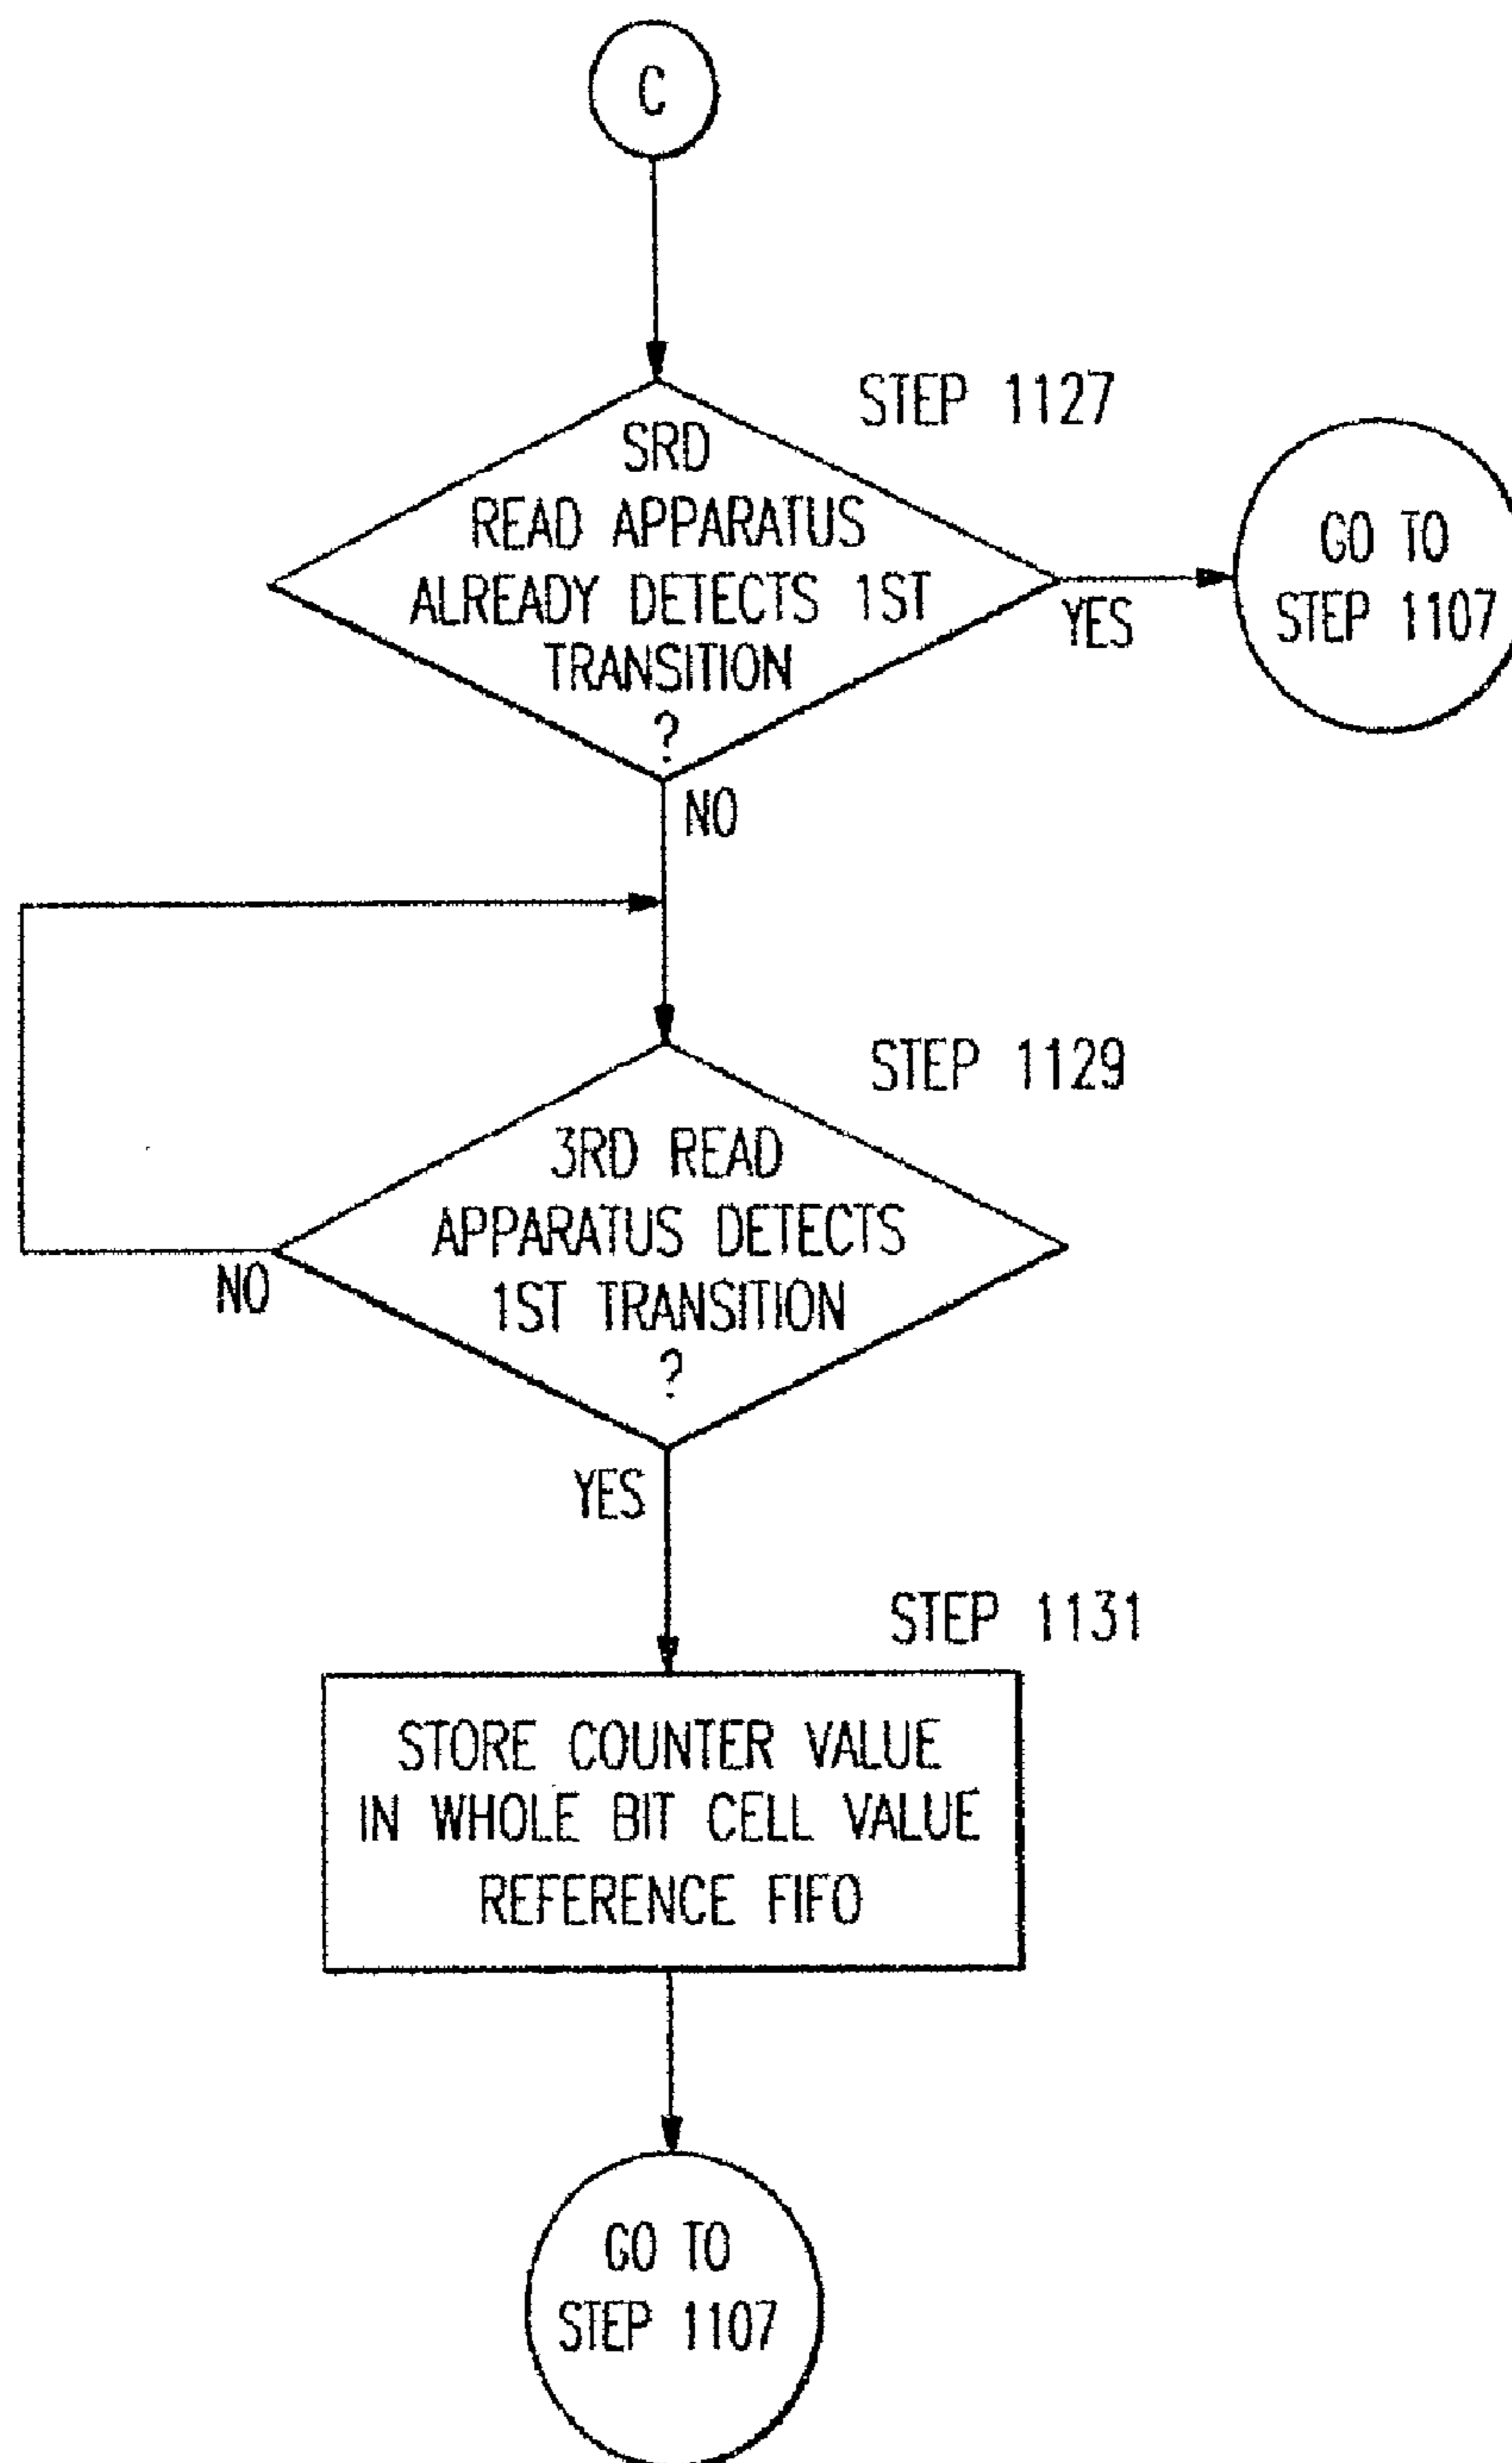 C
STEP 1127
SRD
READ APPARATUS
ALREADY DETECTS 1ST
TRANSITION
?
YES
GO TO
STEP 1107
NO
STEP 1129
3RD READ
APPARATUS DETECTS
1ST TRANSITION
?
NO
YES
STEP 1131
STORE COUNTER VALUE
IN WHOLE BIT CELL VALUE
REFERENCE FIFO
GO TO
STEP 1107